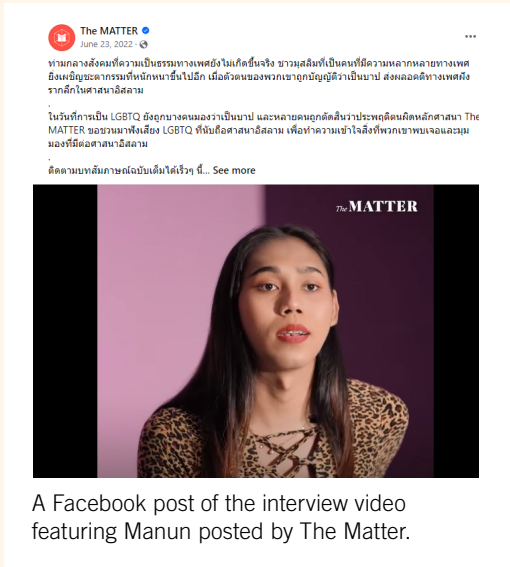 The MATTER
June 23, 2022 ·
ท่ามกลางสังคมที่ความเป็นธรรมทางเพศยังไม่เกิดขึ้นจริง ชาวมุสลิมที่เป็นคนที่มีความหลากหลายทางเพศ
ยิ่งเผชิญชะตากรรมที่หนักหนาขึ้นไปอีก เมื่อตัวตนของพวกเขาถูกบัญญัติว่าเป็นบาป ส่งผลอคติทางเพศฝัง
รากลึกในศาสนาอิสลาม
.
ในวันที่การเป็น LGBTQ ยังถูกบางคนมองว่าเป็นบาป และหลายคนถูกตัดสินว่าประพฤติตนผิดหลักศาสนา The
MATTER อยากชวนมาฟังเสียง LGBTQ ที่นับถือศาสนาอิสลาม เพื่อทำความเข้าใจสิ่งที่พวกเขาพบเจอและมุม
มองที่มีต่อศาสนาอิสลาม
.
ติดตามบทสัมภาษณ์ฉบับเต็มได้เร็วๆ นี้... See more
The MATTER
A Facebook post of the interview video
featuring Manun posted by The Matter.